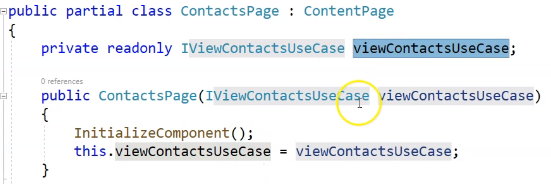 public partial class ContactsPage : ContentPage
{
private readonly IViewContactsUseCase viewContactsUseCase;
0 references
public ContactsPage(IViewContactsUseCase viewContactsUseCase)
{
InitializeComponent();
this.viewContactsUseCase = viewContactsUseCase;
}